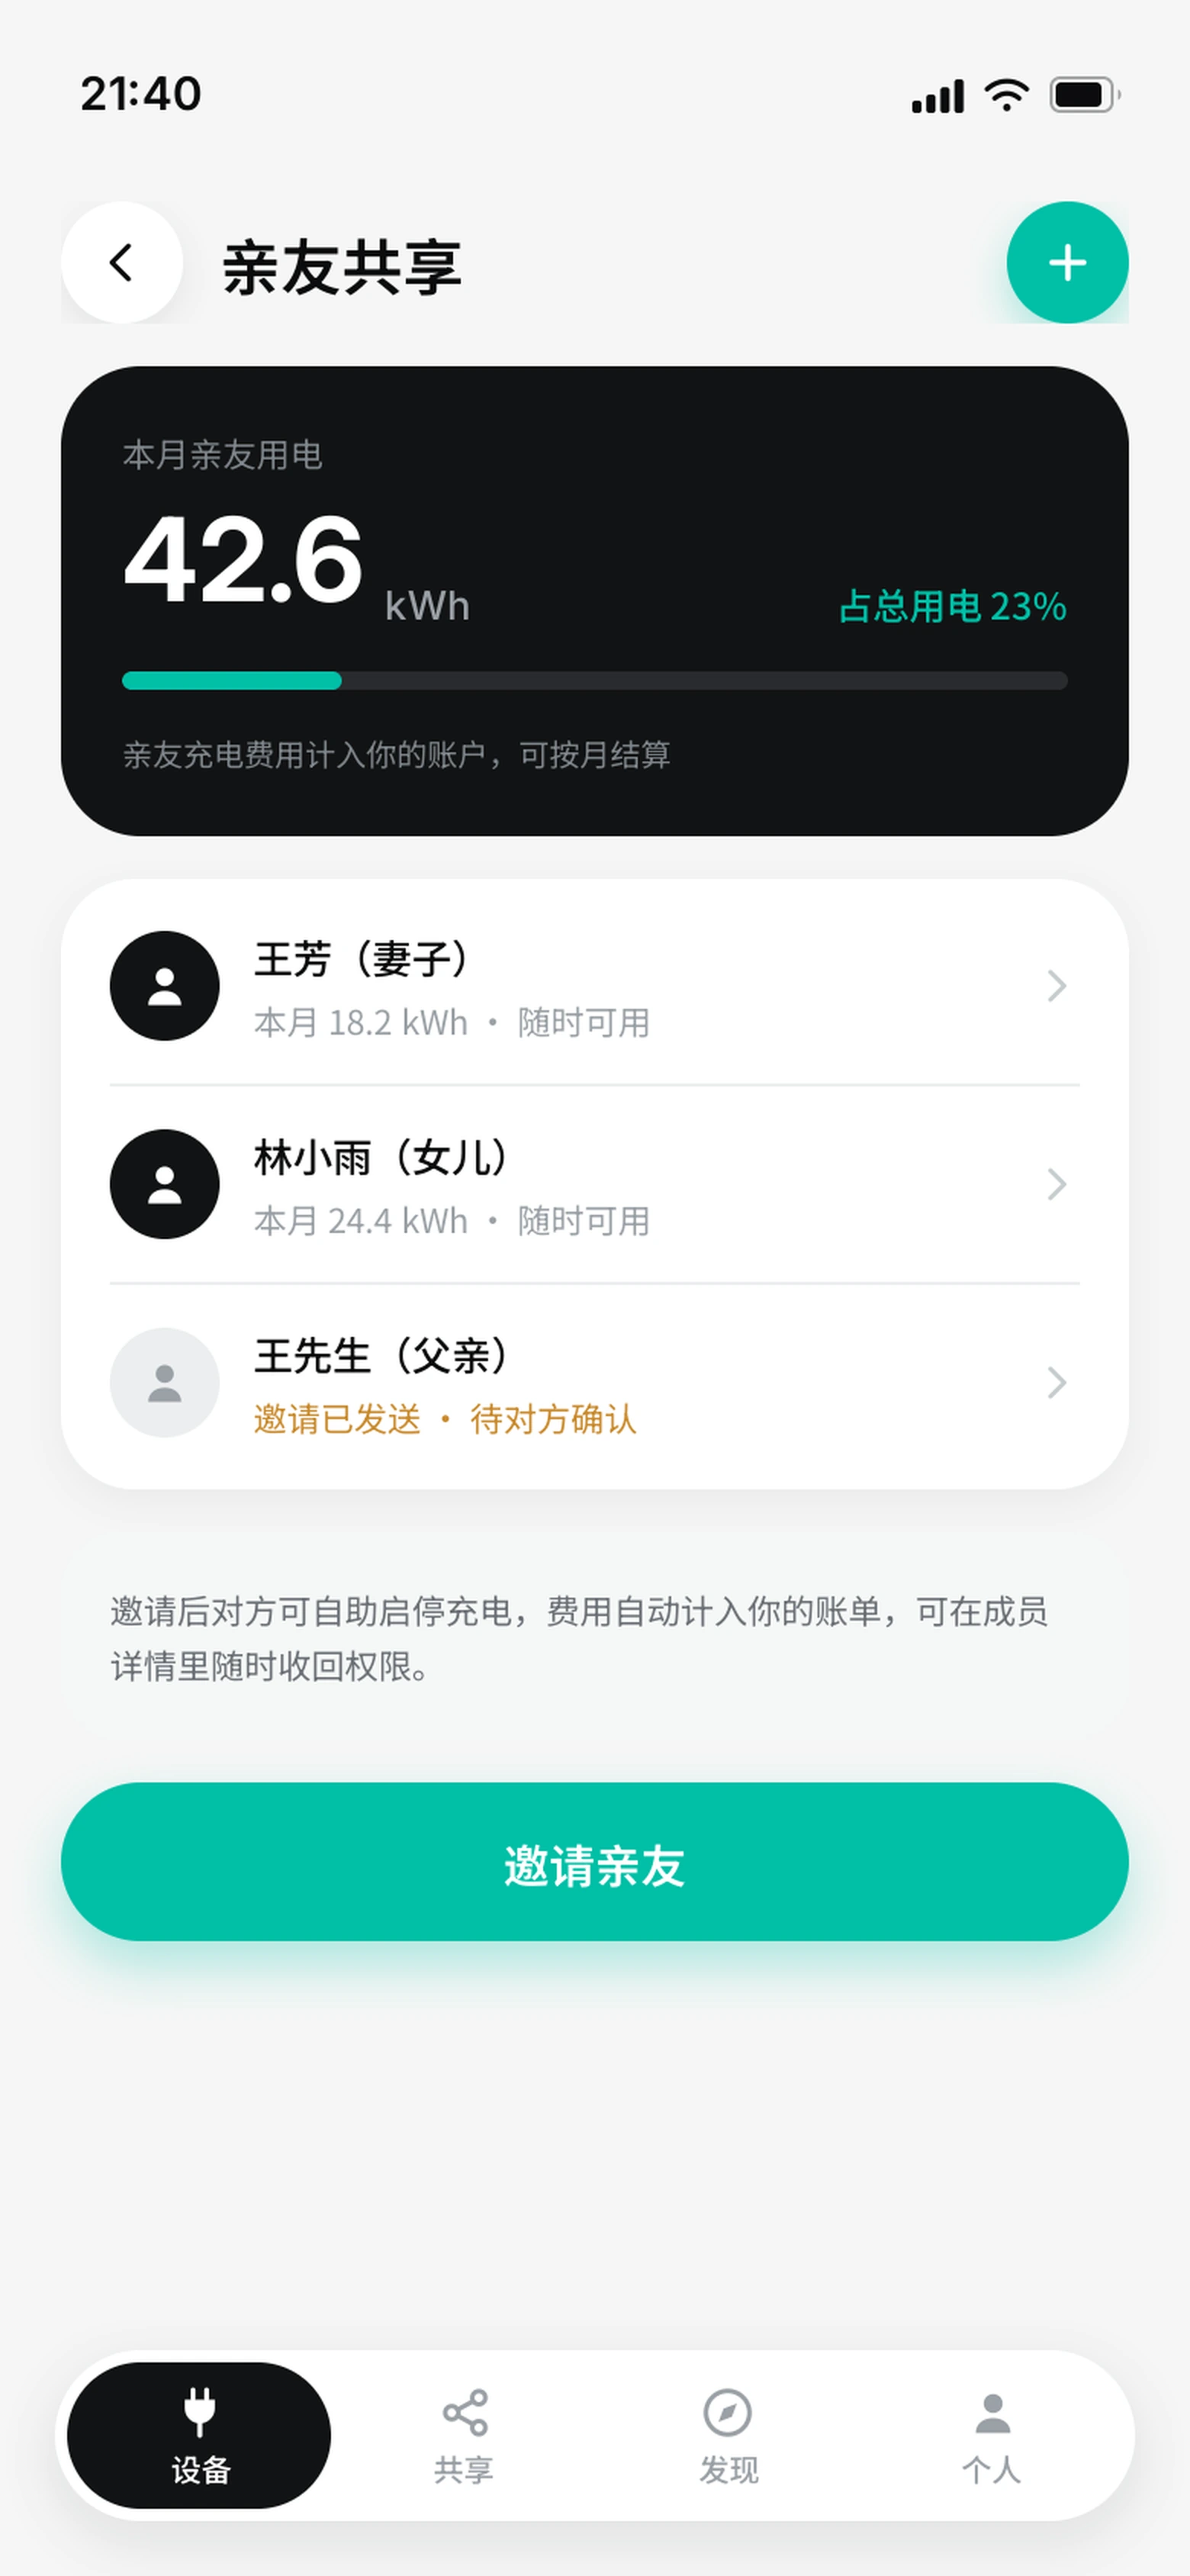 21:40
亲友共享
本月亲友用电
42.6 kWh
占总用电 23%
亲友充电费用计入你的账户，可按月结算
王芳（妻子）
本月 18.2 kWh · 随时可用
林小雨（女儿）
本月 24.4 kWh · 随时可用
王先生（父亲）
邀请已发送 · 待对方确认
邀请后对方可自助启停充电，费用自动计入你的账单，可在成员
详情里随时收回权限。
邀请亲友
设备
共享
发现
个人